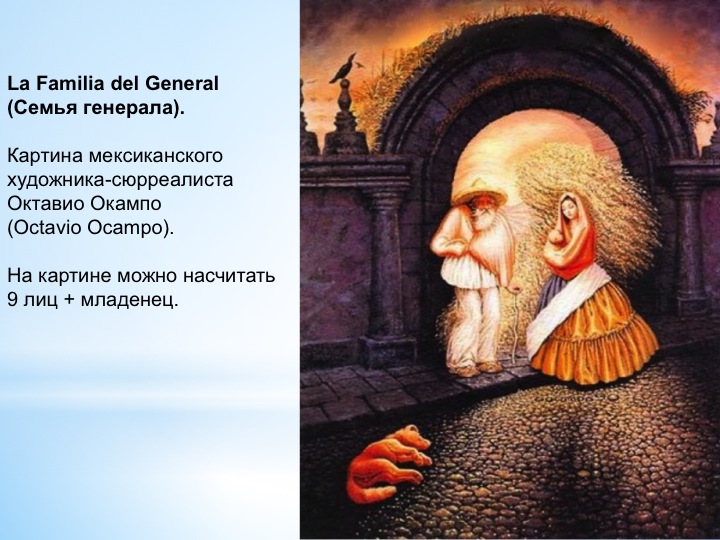 La Familia del General
(Семья генерала).
Картина мексиканского
художника-сюрреалиста
Октавио Окампо
(Octavio Ocampo).
На картине можно насчитать
9 лиц + младенец.